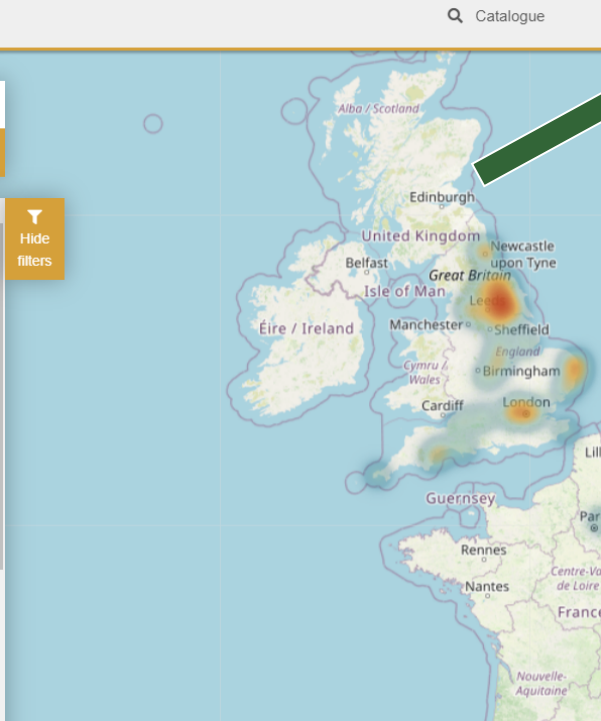 Catalogue
Hide
filters
Alba / Scotland
Edinburgh
United Kingdom
Newcastle
upon Tyne
Belfast
Great Britain
Isle of Man
Leeds
Éire / Ireland
Manchester
Sheffield
England
Cymru /
Wales
Birmingham
Cardiff
London
Lill
Guernsey
Par
Rennes
Centre-Va
de Loire
Nantes
France
Nouvelle-
Aquitaine